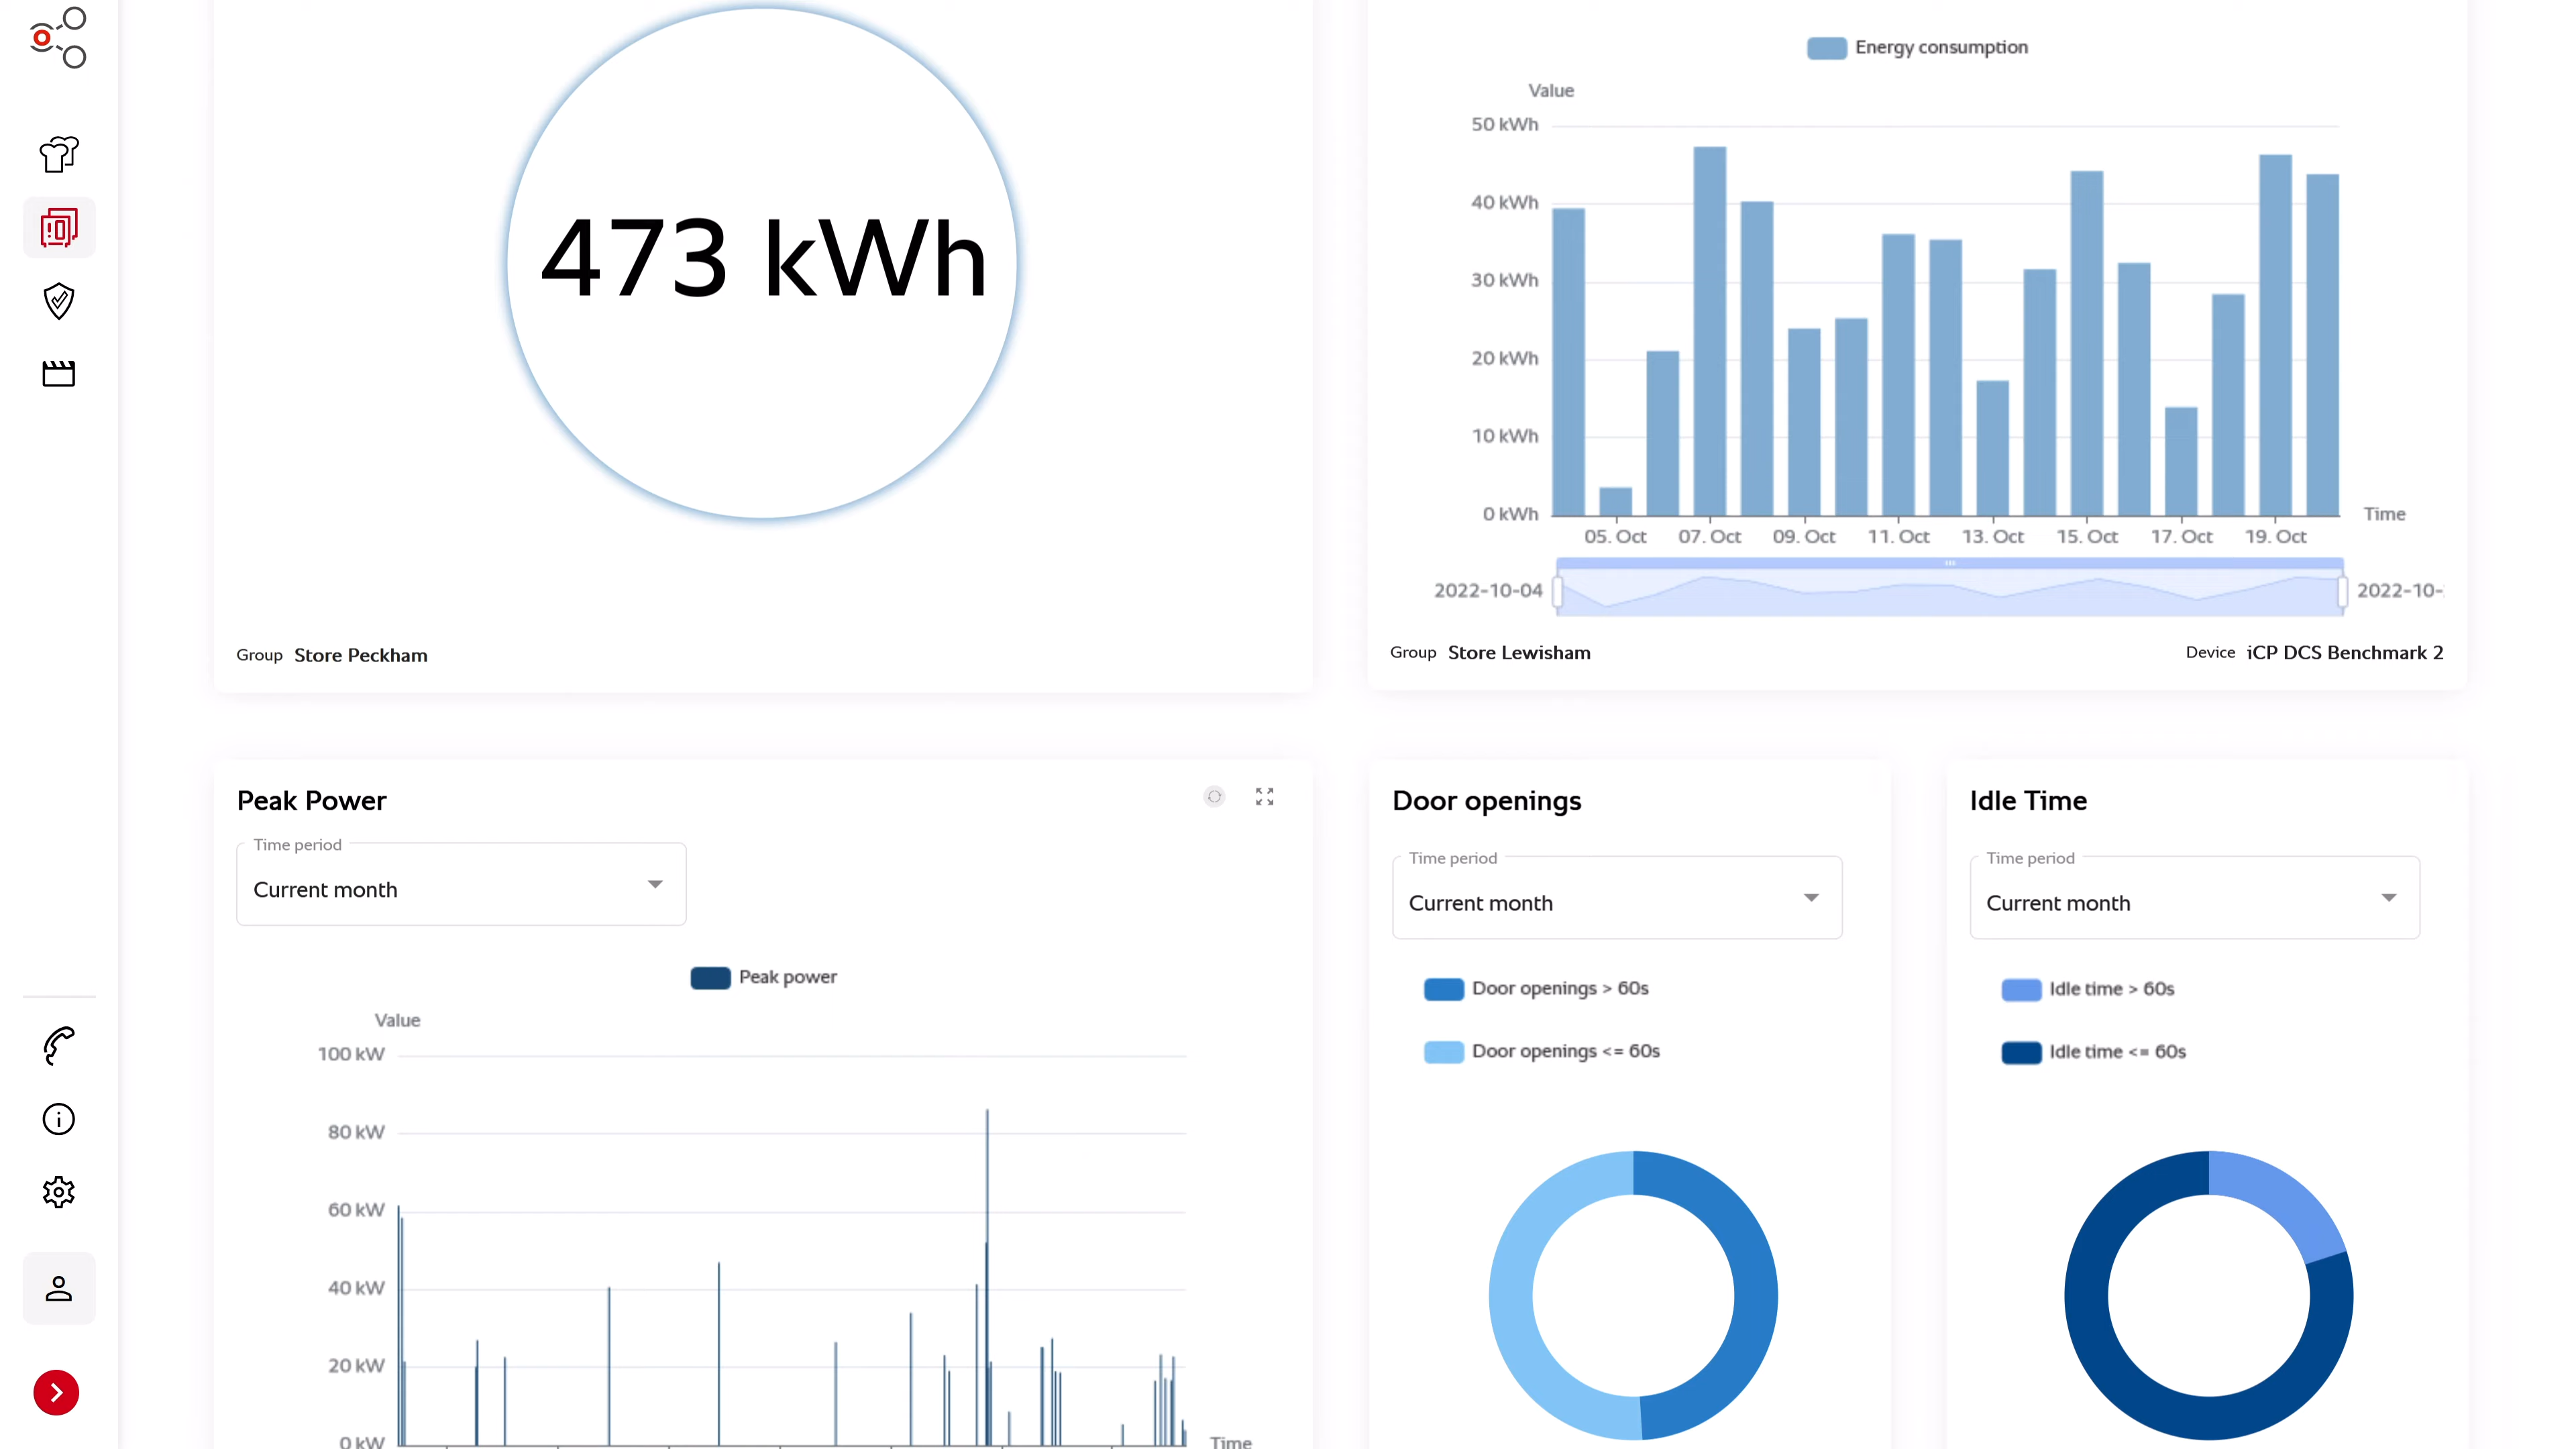 473 kWh
Group Store Peckham
Energy consumption
Value
50 kWh
40 kWh
30 kWh
20 kWh
10 kWh
0 kWh
Time
05. Oct 07. Oct 09. Oct 11. Oct 13. Oct 15. Oct 17. Oct 19. Oct
2022-10-04 2022-10-
Group Store Lewisham Device iCP DCS Benchmark 2
Peak Power
Time period
Current month
Peak power
Value
100 kW
80 kW
60 kW
40 kW
20 kW
0 kW
Time
Door openings
Time period
Current month
Door openings > 60s
Door openings <= 60s
Idle Time
Time period
Current month
Idle time > 60s
Idle time <= 60s